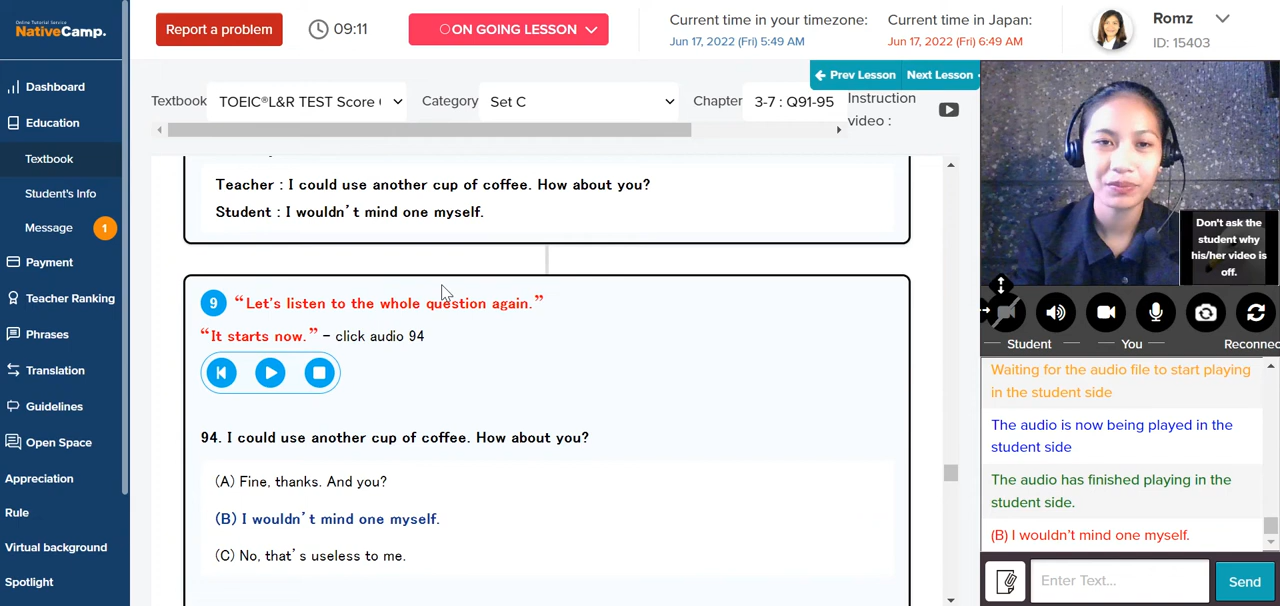 Online Tutorial Service
NativeCamp.
Report a problem
09:11
ON GOING LESSON
Current time in your timezone:
Jun 17, 2022 (Fri) 5:49 AM
Current time in Japan:
Jun 17, 2022 (Fri) 6:49 AM
Romz
ID: 15403
Dashboard
Education
Textbook
Student's Info
Message 1
Payment
Teacher Ranking
Phrases
Translation
Guidelines
Open Space
Appreciation
Rule
Virtual background
Spotlight
Prev Lesson
Next Lesson
Textbook
TOEIC®L&R TEST Score
Category
Set C
Chapter
3-7 : Q91-95
Instruction
video :
Teacher : I could use another cup of coffee. How about you?
Student : I wouldn't mind one myself.
9 "Let's listen to the whole question again."
"It starts now." - click audio 94
94. I could use another cup of coffee. How about you?
(A) Fine, thanks. And you?
(B) I wouldn't mind one myself.
(C) No, that's useless to me.
Don't ask the
student why
his/her video is
off.
Student
You
Reconnec
Waiting for the audio file to start playing
in the student side
The audio is now being played in the
student side
The audio has finished playing in the
student side.
(B) I wouldn't mind one myself.
Enter Text...
Send